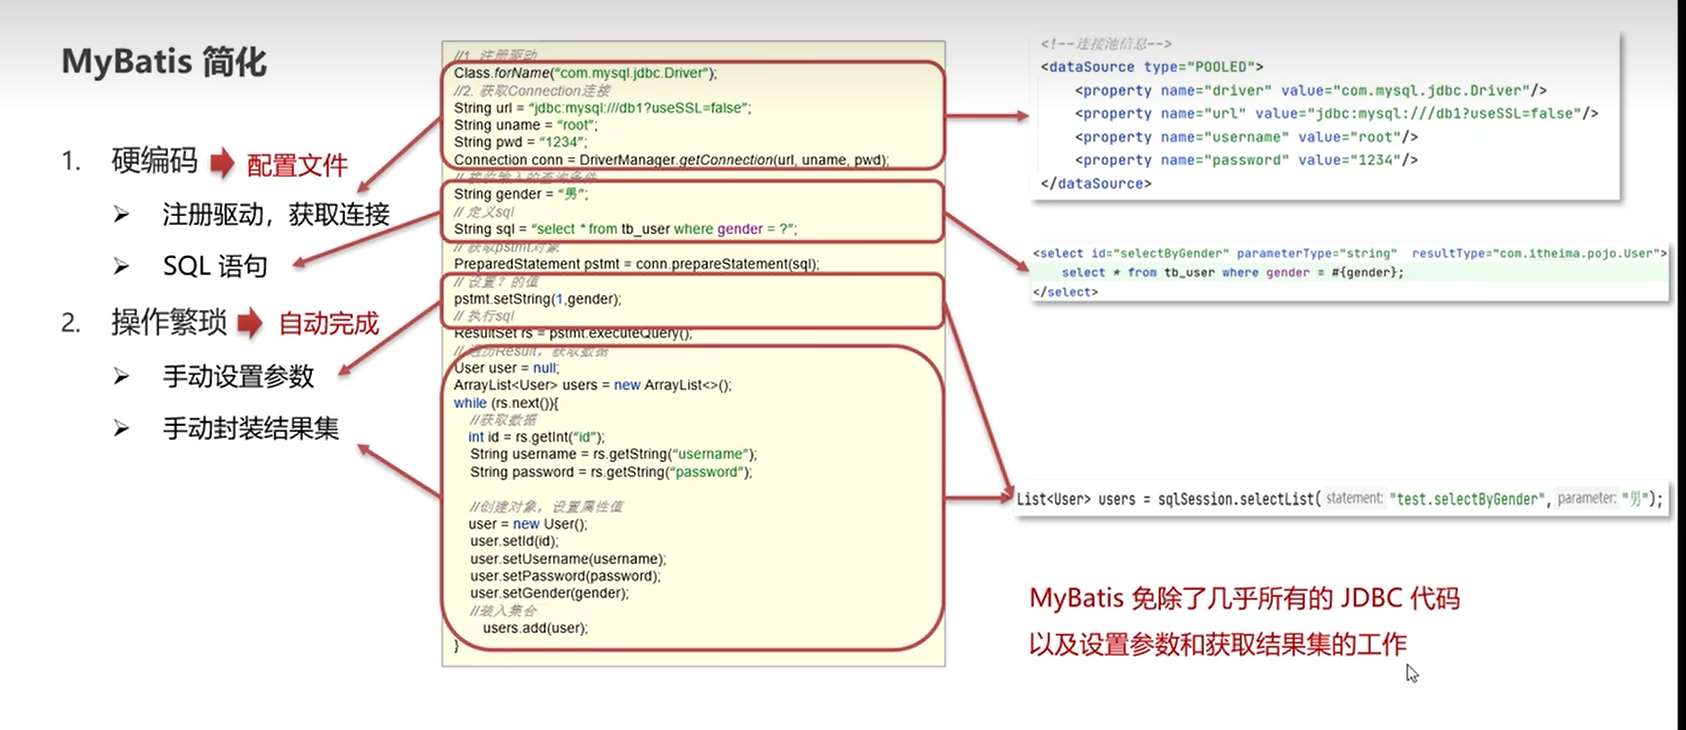 MyBatis 简化
1. 硬编码 配置文件
➢ 注册驱动，获取连接
➢ SQL 语句
2. 操作繁琐 自动完成
➢ 手动设置参数
➢ 手动封装结果集
//1. 注册驱动
Class.forName("com.mysql.jdbc.Driver");
//2. 获取Connection连接
String url = "jdbc:mysql:///db1?useSSL=false";
String uname = "root";
String pwd = "1234";
Connection conn = DriverManager.getConnection(url, uname, pwd);
// 接收输入的查询条件
String gender = "男";
// 定义sql
String sql = "select * from tb_user where gender = ?";
// 获取pstmt对象
PreparedStatement pstmt = conn.prepareStatement(sql);
// 设置？的值
pstmt.setString(1,gender);
// 执行sql
ResultSet rs = pstmt.executeQuery();
// 遍历Result，获取数据
User user = null;
ArrayList<User> users = new ArrayList<>();
while (rs.next()){
//获取数据
int id = rs.getInt("id");
String username = rs.getString("username");
String password = rs.getString("password");
//创建对象，设置属性值
user = new User();
user.setId(id);
user.setUsername(username);
user.setPassword(password);
user.setGender(gender);
//装入集合
users.add(user);
}
<!--连接池信息-->
<dataSource type="POOLED">
<property name="driver" value="com.mysql.jdbc.Driver"/>
<property name="url" value="jdbc:mysql:///db1?useSSL=false"/>
<property name="username" value="root"/>
<property name="password" value="1234"/>
</dataSource>
<select id="selectByGender" parameterType="string" resultType="com.itheima.pojo.User">
select * from tb_user where gender = #{gender};
</select>
List<User> users = sqlSession.selectList( statement: "test.selectByGender", parameter: "男");
MyBatis 免除了几乎所有的 JDBC 代码
以及设置参数和获取结果集的工作